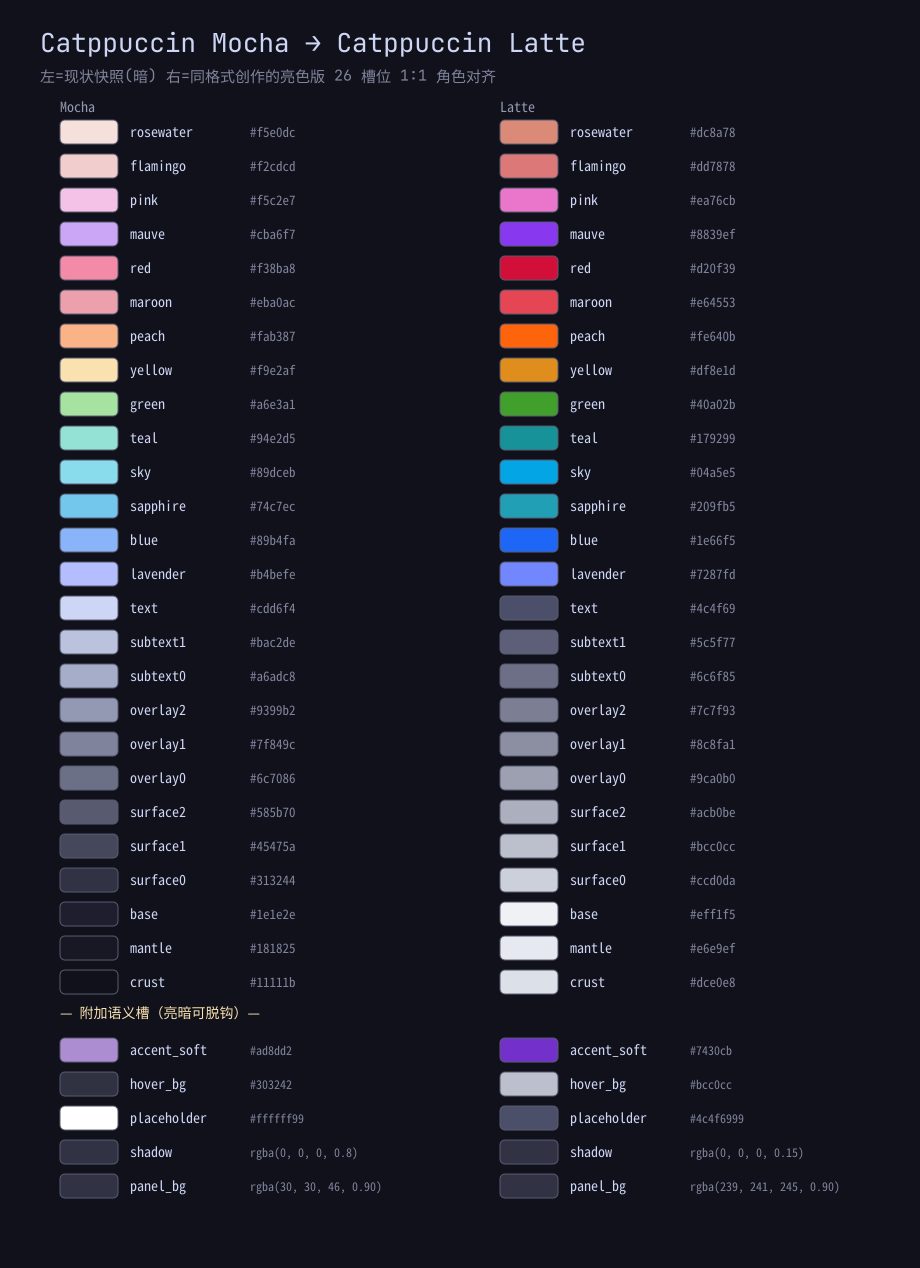 Catppuccin Mocha → Catppuccin Latte
左=现状快照(暗) 右=同格式创作的亮色版 26 槽位 1:1 角色对齐
Mocha Latte
rosewater #f5e0dc rosewater #dc8a78
flamingo #f2cdcd flamingo #dd7878
pink #f5c2e7 pink #ea76cb
mauve #cba6f7 mauve #8839ef
red #f38ba8 red #d20f39
maroon #eba0ac maroon #e64553
peach #fab387 peach #fe640b
yellow #f9e2af yellow #df8e1d
green #a6e3a1 green #40a02b
teal #94e2d5 teal #179299
sky #89dceb sky #04a5e5
sapphire #74c7ec sapphire #209fb5
blue #89b4fa blue #1e66f5
lavender #b4befe lavender #7287fd
text #cdd6f4 text #4c4f69
subtext1 #bac2de subtext1 #5c5f77
subtext0 #a6adc8 subtext0 #6c6f85
overlay2 #9399b2 overlay2 #7c7f93
overlay1 #7f849c overlay1 #8c8fa1
overlay0 #6c7086 overlay0 #9ca0b0
surface2 #585b70 surface2 #acb0be
surface1 #45475a surface1 #bcc0cc
surface0 #313244 surface0 #ccd0da
base #1e1e2e base #eff1f5
mantle #181825 mantle #e6e9ef
crust #11111b crust #dce0e8
— 附加语义槽（亮暗可脱钩）—
accent_soft #ad8dd2 accent_soft #7430cb
hover_bg #303242 hover_bg #bcc0cc
placeholder #ffffff99 placeholder #4c4f6999
shadow rgba(0, 0, 0, 0.8) shadow rgba(0, 0, 0, 0.15)
panel_bg rgba(30, 30, 46, 0.90) panel_bg rgba(239, 241, 245, 0.90)